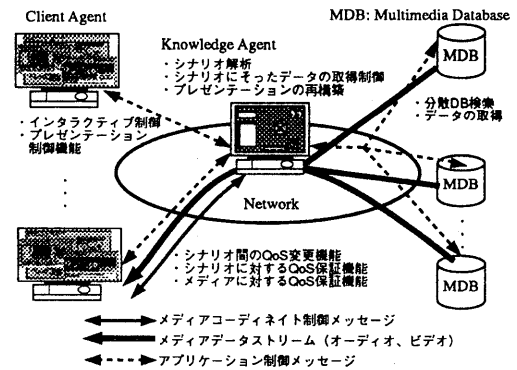 Client Agent
MDB: Multimedia Database
Knowledge Agent
・シナリオ解析
・シナリオにそったデータの取得制御
・プレゼンテーションの再構築
MDB
・分散DB検索
・データの取得
・インタラクティブ制御
・プレゼンテーション
制御機能
MDB
Network
・シナリオ間のQoS変更機能
・シナリオに対するQoS保証機能
・メディアに対するQoS保証機能
MDB
メディアコーディネイト制御メッセージ
メディアデータストリーム（オーディオ、ビデオ）
アプリケーション制御メッセージ